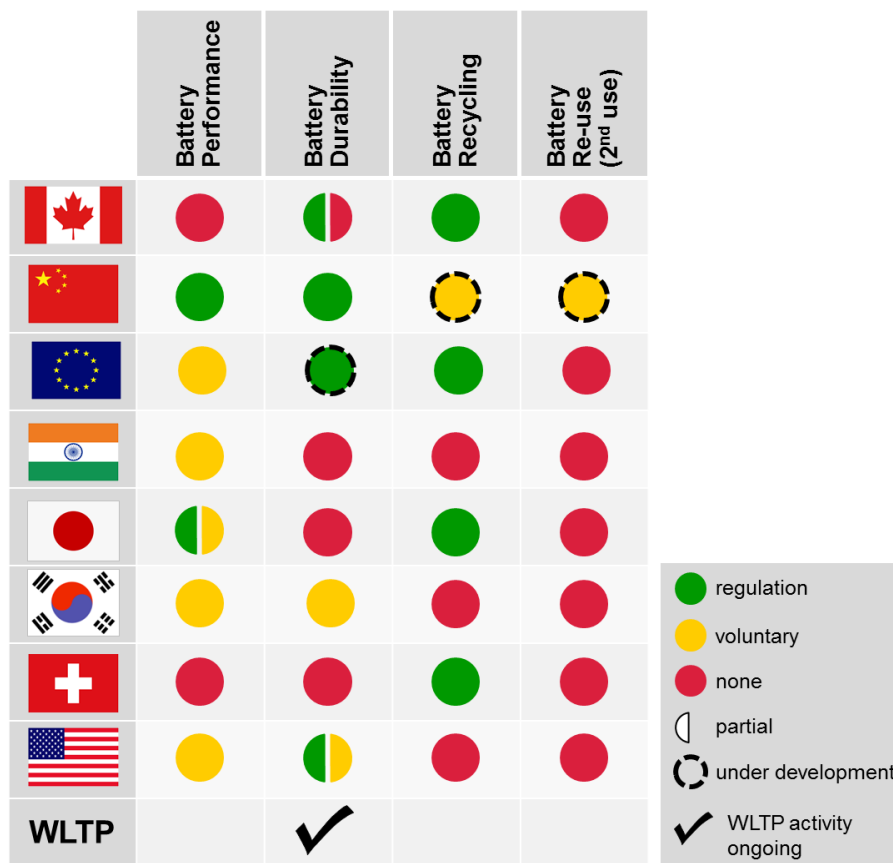 Battery
Performance
Battery
Durability
Battery
Recycling
Battery
Re-use
(2nd use)
regulation
voluntary
none
partial
under development
WLTP
WLTP activity
ongoing